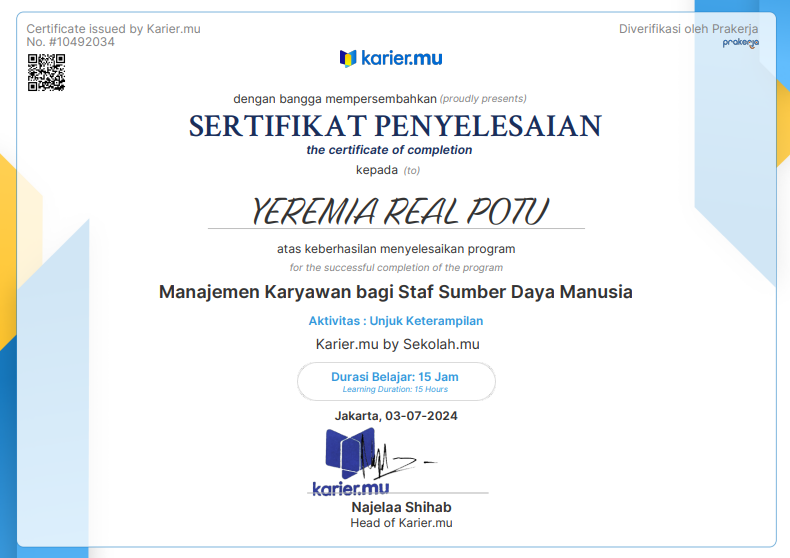 Certificate issued by Karier.mu
No. #10492034
Diverifikasi oleh Prakerja
prakerja
karier.mu
dengan bangga mempersembahkan (proudly presents)
SERTIFIKAT PENYELESAIAN
the certificate of completion
kepada (to)
YEREMIA REAL POTU
atas keberhasilan menyelesaikan program
for the successful completion of the program
Manajemen Karyawan bagi Staf Sumber Daya Manusia
Aktivitas : Unjuk Keterampilan
Karier.mu by Sekolah.mu
Durasi Belajar: 15 Jam
Learning Duration: 15 Hours
Jakarta, 03-07-2024
karier.mu
Najelaa Shihab
Head of Karier.mu